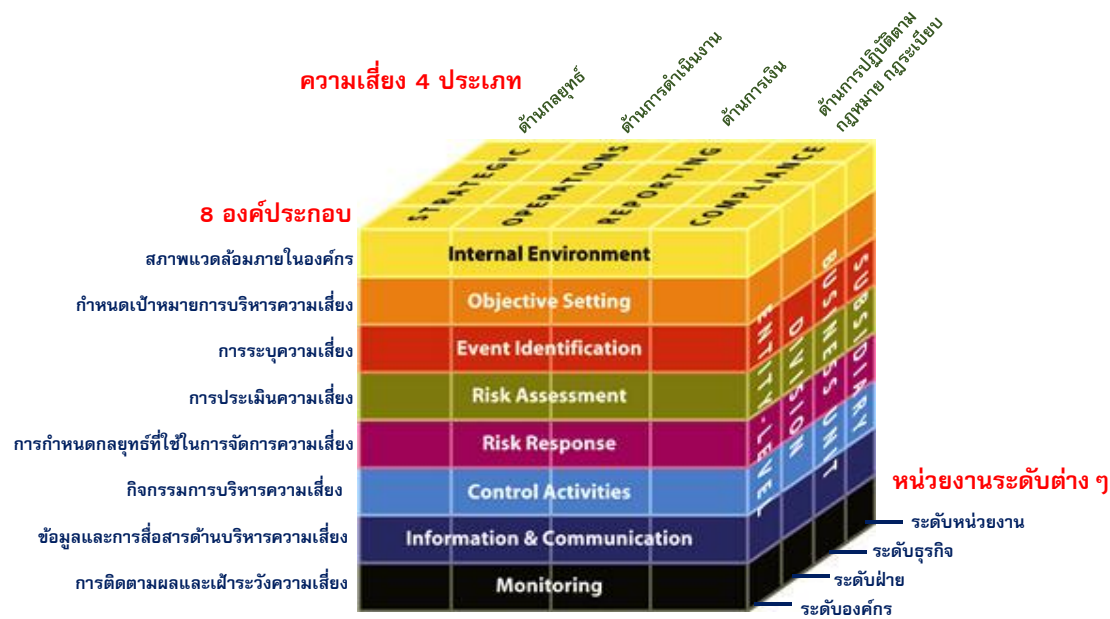 ความเสี่ยง 4 ประเภท
ด้านกลยุทธ์
ด้านการดำเนินงาน
ด้านการเงิน
ด้านการปฏิบัติตาม
กฎหมาย กฎระเบียบ
STRATEGIC
OPERATIONS
REPORTING
COMPLIANCE
8 องค์ประกอบ
สภาพแวดล้อมภายในองค์กร
Internal Environment
กำหนดเป้าหมายการบริหารความเสี่ยง
Objective Setting
การระบุความเสี่ยง
Event Identification
การประเมินความเสี่ยง
Risk Assessment
การกำหนดกลยุทธ์ที่ใช้ในการจัดการความเสี่ยง
Risk Response
กิจกรรมการบริหารความเสี่ยง
Control Activities
ข้อมูลและการสื่อสารด้านบริหารความเสี่ยง
Information & Communication
การติดตามผลและเฝ้าระวังความเสี่ยง
Monitoring
ENTITY-LEVEL
DIVISION
BUSINESS UNIT
SUBSIDIARY
หน่วยงานระดับต่าง ๆ
ระดับหน่วยงาน
ระดับธุรกิจ
ระดับฝ่าย
ระดับองค์กร